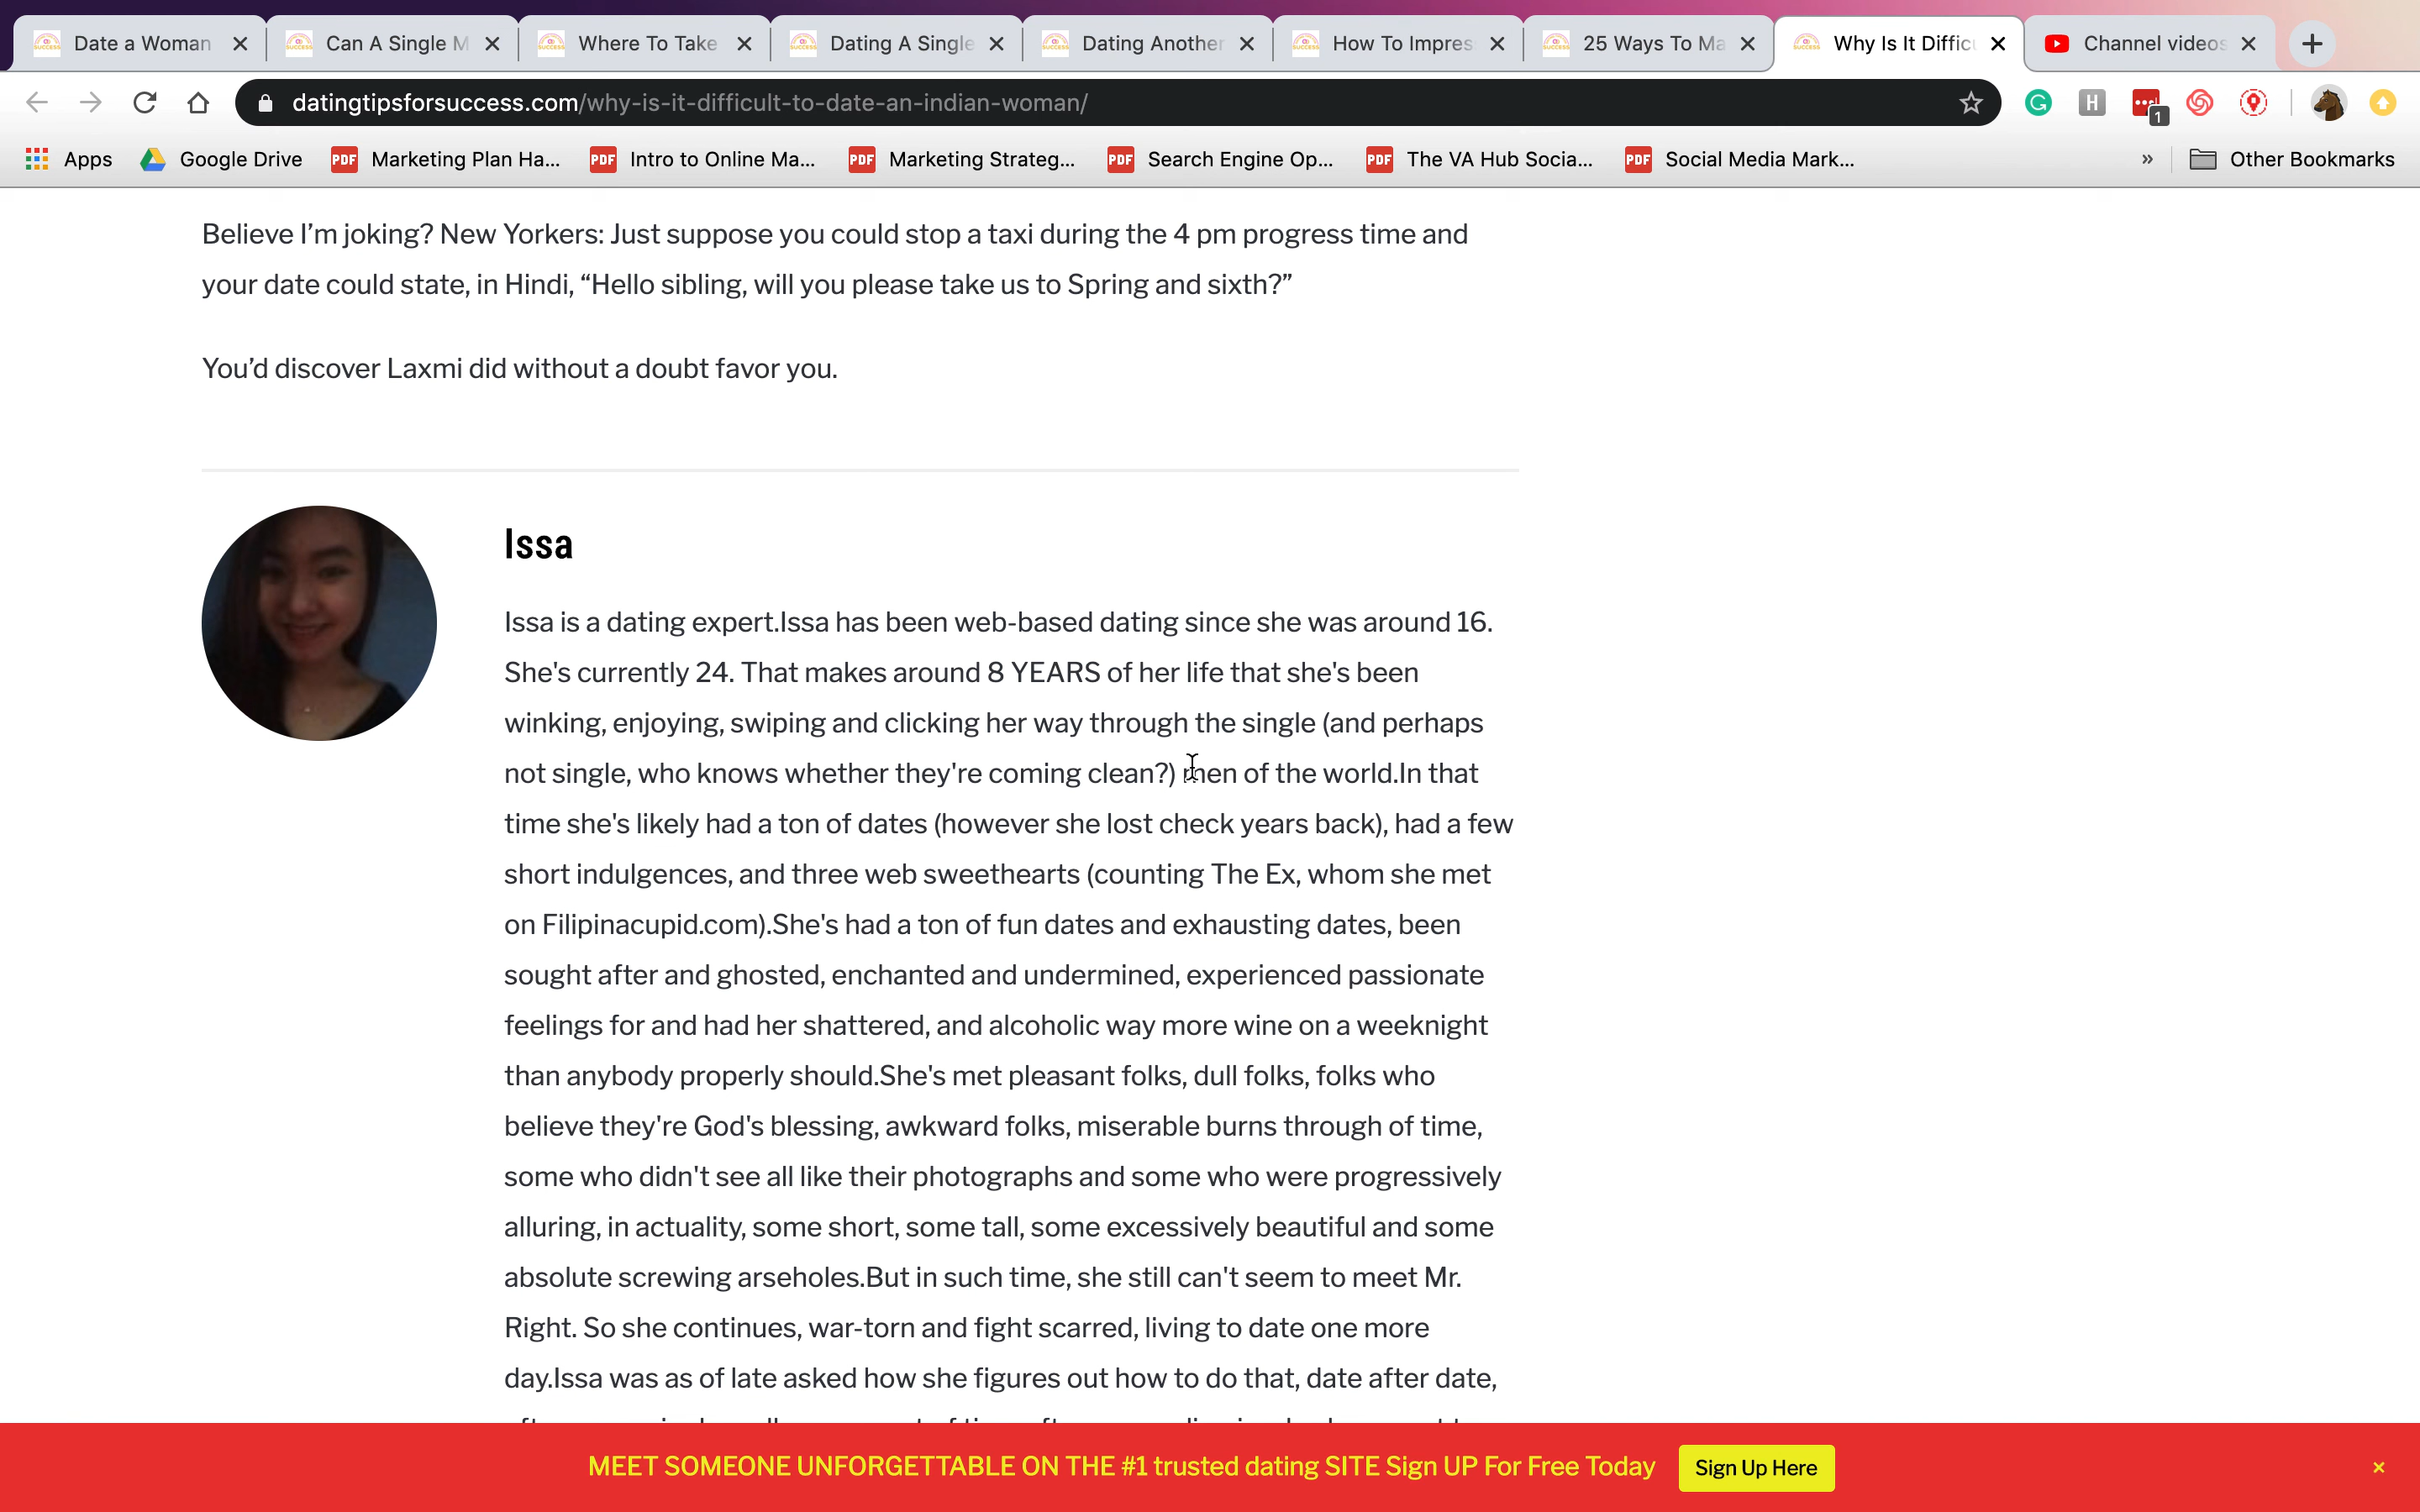 Date a Woman
Can A Single M
Where To Take
Dating A Single
Dating Another
How To Impres
25 Ways To Ma
Why Is It Diffic
Channel videos
datingtipsforsuccess.com/why-is-it-difficult-to-date-an-indian-woman/
1
Apps
Google Drive
PDF Marketing Plan Ha...
PDF Intro to Online Ma...
PDF Marketing Strateg...
PDF Search Engine Op...
PDF The VA Hub Socia...
PDF Social Media Mark...
Other Bookmarks
Believe I’m joking? New Yorkers: Just suppose you could stop a taxi during the 4 pm progress time and
your date could state, in Hindi, “Hello sibling, will you please take us to Spring and sixth?”
You’d discover Laxmi did without a doubt favor you.
Issa
Issa is a dating expert.Issa has been web-based dating since she was around 16.
She's currently 24. That makes around 8 YEARS of her life that she's been
winking, enjoying, swiping and clicking her way through the single (and perhaps
not single, who knows whether they're coming clean?) men of the world.In that
time she's likely had a ton of dates (however she lost check years back), had a few
short indulgences, and three web sweethearts (counting The Ex, whom she met
on Filipinacupid.com).She's had a ton of fun dates and exhausting dates, been
sought after and ghosted, enchanted and undermined, experienced passionate
feelings for and had her shattered, and alcoholic way more wine on a weeknight
than anybody properly should.She's met pleasant folks, dull folks, folks who
believe they're God's blessing, awkward folks, miserable burns through of time,
some who didn't see all like their photographs and some who were progressively
alluring, in actuality, some short, some tall, some excessively beautiful and some
absolute screwing arseholes.But in such time, she still can't seem to meet Mr.
Right. So she continues, war-torn and fight scarred, living to date one more
day.Issa was as of late asked how she figures out how to do that, date after date,
MEET SOMEONE UNFORGETTABLE ON THE #1 trusted dating SITE Sign UP For Free Today
Sign Up Here